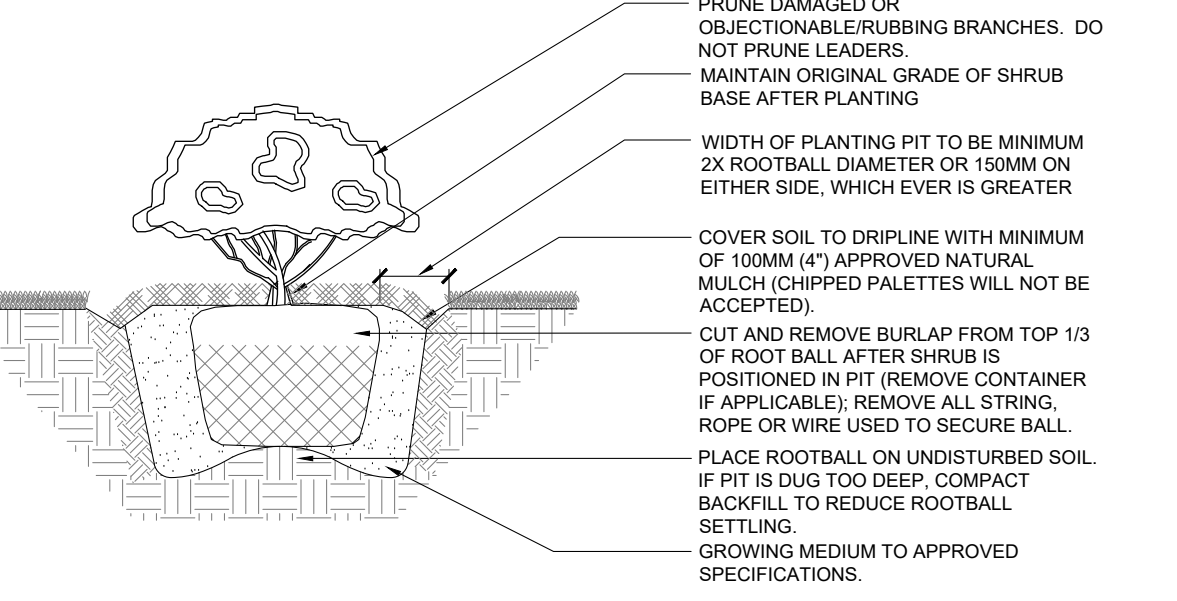 PRUNE DAMAGED OR
OBJECTIONABLE/RUBBING BRANCHES. DO
NOT PRUNE LEADERS.
MAINTAIN ORIGINAL GRADE OF SHRUB
BASE AFTER PLANTING
WIDTH OF PLANTING PIT TO BE MINIMUM
2X ROOTBALL DIAMETER OR 150MM ON
EITHER SIDE, WHICH EVER IS GREATER
COVER SOIL TO DRIPLINE WITH MINIMUM
OF 100MM (4") APPROVED NATURAL
MULCH (CHIPPED PALETTES WILL NOT BE
ACCEPTED).
CUT AND REMOVE BURLAP FROM TOP 1/3
OF ROOT BALL AFTER SHRUB IS
POSITIONED IN PIT (REMOVE CONTAINER
IF APPLICABLE); REMOVE ALL STRING,
ROPE OR WIRE USED TO SECURE BALL.
PLACE ROOTBALL ON UNDISTURBED SOIL.
IF PIT IS DUG TOO DEEP, COMPACT
BACKFILL TO REDUCE ROOTBALL
SETTLING.
GROWING MEDIUM TO APPROVED
SPECIFICATIONS.